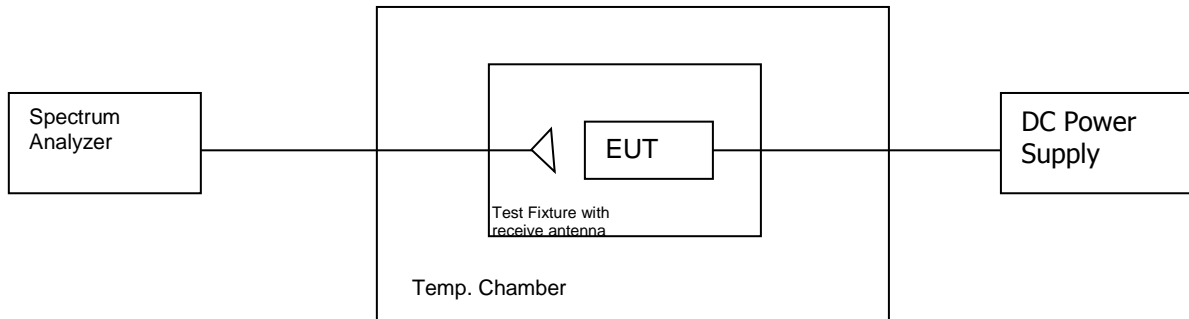 Spectrum
Analyzer
EUT
DC Power
Supply
Test Fixture with
receive antenna
Temp. Chamber